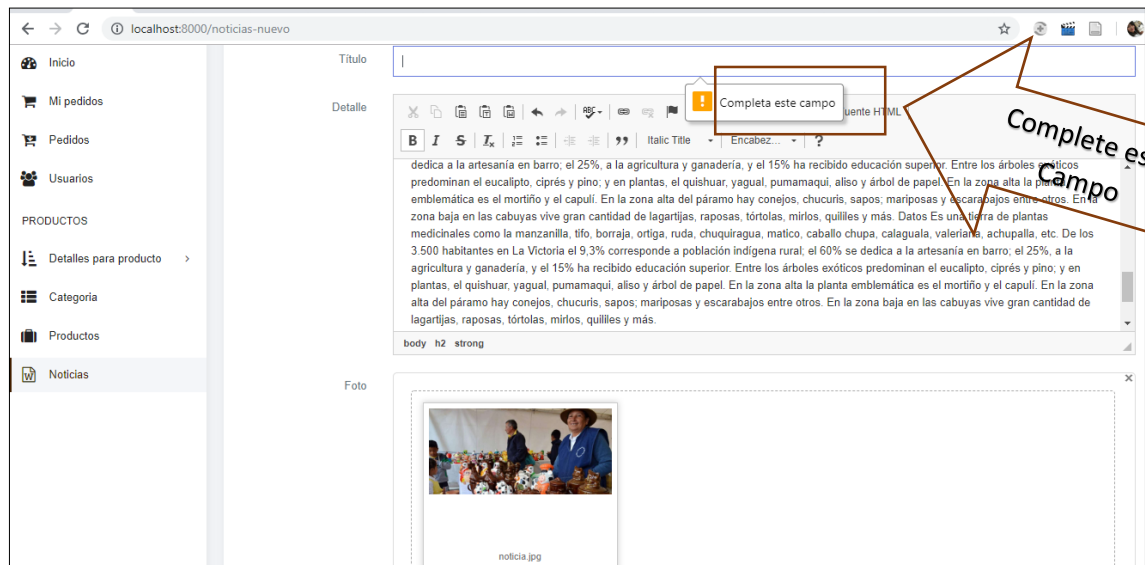 localhost:8000/noticias-nuevo
Inicio
Mi pedidos
Pedidos
Usuarios
PRODUCTOS
Detalles para producto
Categoria
Productos
Noticias
Título
Completa este campo
Complete es
Campo
Detalle
uente HTML
B I S Ix Italic Title Encabez... ?
dedica a la artesanía en barro; el 25%, a la agricultura y ganadería, y el 15% ha recibido educación superior. Entre los árboles exóticos
predominan el eucalipto, ciprés y pino; y en plantas, el quishuar, yagual, pumamaqui, aliso y árbol de papel. En la zona alta la planta
emblemática es el mortiño y el capulí. En la zona alta del páramo hay conejos, chucuris, sapos; mariposas y escarabajos entre otros. En la
zona baja en las cabuyas vive gran cantidad de lagartijas, raposas, tórtolas, mirlos, quililes y más. Datos Es una tierra de plantas
medicinales como la manzanilla, tifo, borraja, ortiga, ruda, chuquiragua, matico, caballo chupa, calaguala, valeriana, achupalla, etc. De los
3.500 habitantes en La Victoria el 9,3% corresponde a población indígena rural; el 60% se dedica a la artesanía en barro; el 25%, a la
agricultura y ganadería, y el 15% ha recibido educación superior. Entre los árboles exóticos predominan el eucalipto, ciprés y pino; y en
plantas, el quishuar, yagual, pumamaqui, aliso y árbol de papel. En la zona alta la planta emblemática es el mortiño y el capulí. En la zona
alta del páramo hay conejos, chucuris, sapos; mariposas y escarabajos entre otros. En la zona baja en las cabuyas vive gran cantidad de
lagartijas, raposas, tórtolas, mirlos, quililes y más.
body h2 strong
Foto
noticia.jpg